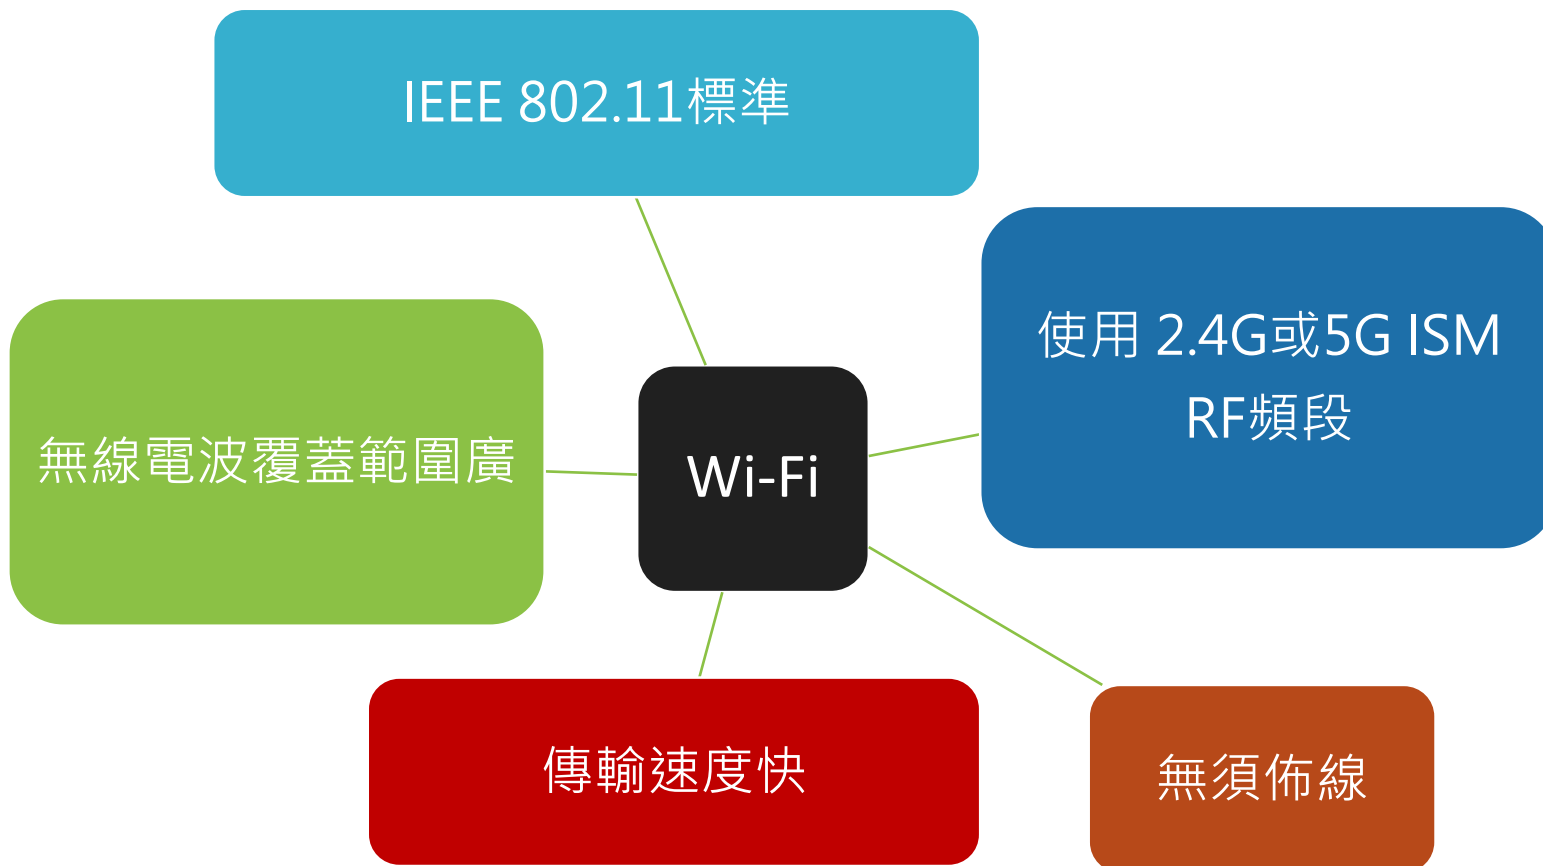 IEEE 802.11標準
使用 2.4G或5G ISM
RF頻段
無線電波覆蓋範圍廣
Wi-Fi
傳輸速度快
無須佈線